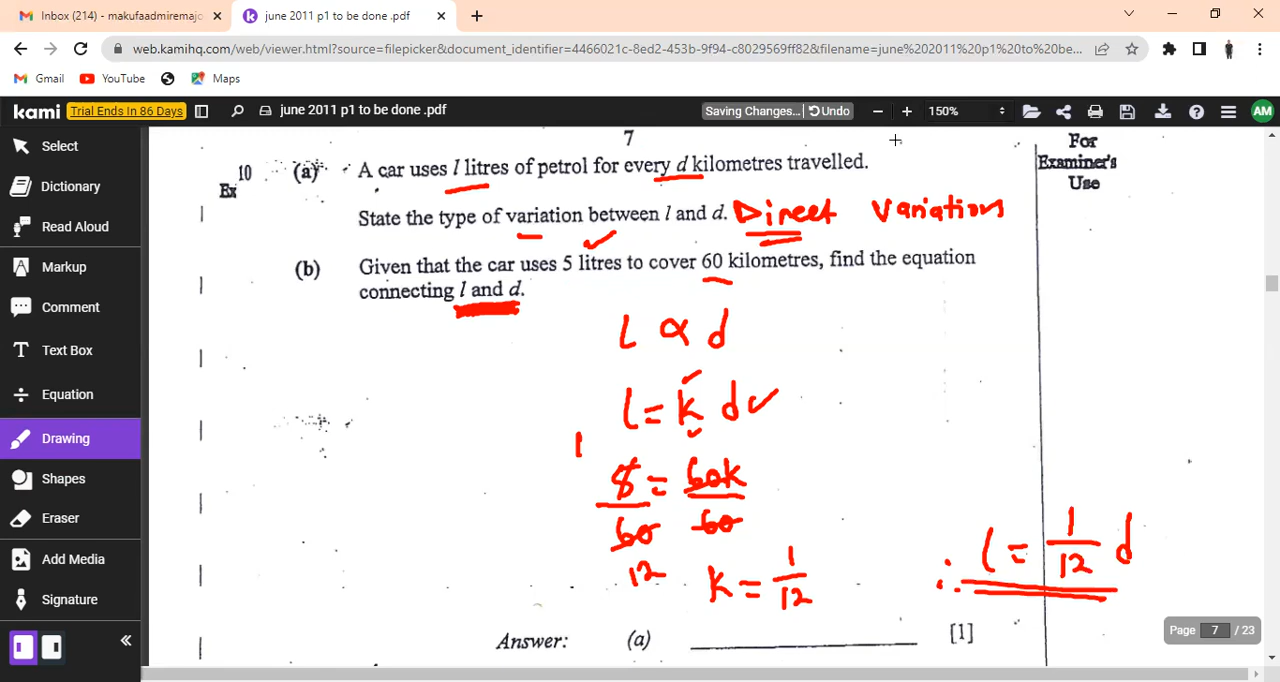 Inbox (214) - makufaadmiremajo
june 2011 p1 to be done .pdf
web.kamihq.com/web/viewer.html?source=filepicker&document_identifier=4466021c-8ed2-453b-9f94-c8029569ff82&filename=june%202011%20p1%20to%20be...
Gmail
YouTube
Maps
kami
Trial Ends In 86 Days
june 2011 p1 to be done .pdf
Saving Changes...
Undo
150%
AM
Select
Dictionary
Read Aloud
Markup
Comment
Text Box
Equation
Drawing
Shapes
Eraser
Add Media
Signature
7
For
Examiner's
Use
Ex
10 (a) A car uses l litres of petrol for every d kilometres travelled.
State the type of variation between l and d. Direct Variation
(b) Given that the car uses 5 litres to cover 60 kilometres, find the equation
connecting l and d.
l ∝ d
l = k d
1
5 = 60k
60 60
12
k = 1/12
∴ l = 1/12 d
Answer: (a) [1]
Page 7 / 23